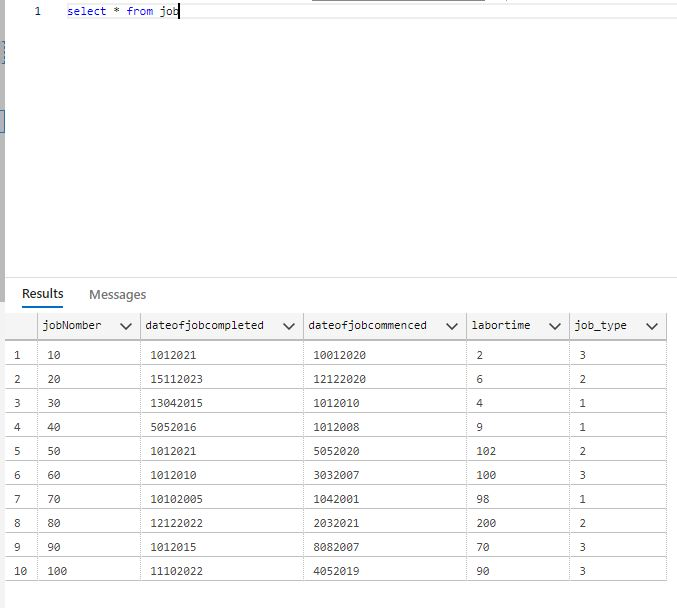 1 select * from job
Results Messages
jobNomber dateofjobcompleted dateofjobcommenced labortime job_type
1 10 1012021 10012020 2 3
2 20 15112023 12122020 6 2
3 30 13042015 1012010 4 1
4 40 5052016 1012008 9 1
5 50 1012021 5052020 102 2
6 60 1012010 3032007 100 3
7 70 10102005 1042001 98 1
8 80 12122022 2032021 200 2
9 90 1012015 8082007 70 3
10 100 11102022 4052019 90 3